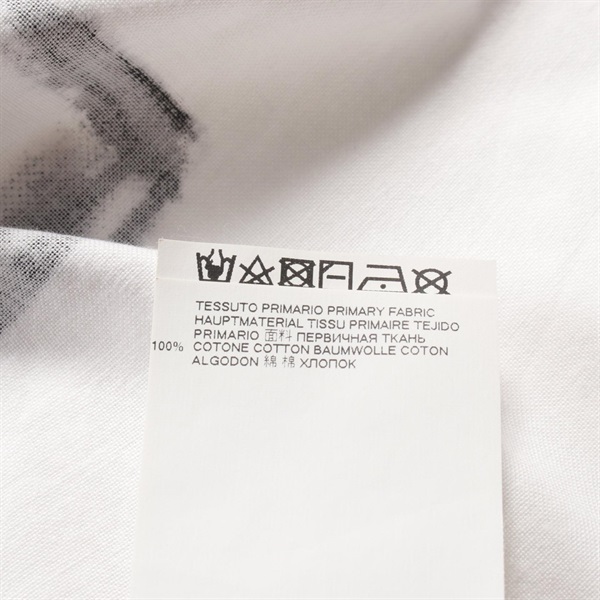 TESSUTO PRIMARIO PRIMARY FABRIC
HAUPTMATERIAL TISSU PRIMAIRE TEJIDO
PRIMARIO 面料 ПЕРВИЧНАЯ ТКАНЬ
100% COTONE COTTON BAUMWOLLE COTON
ALGODON 綿 棉 ХЛОПОК